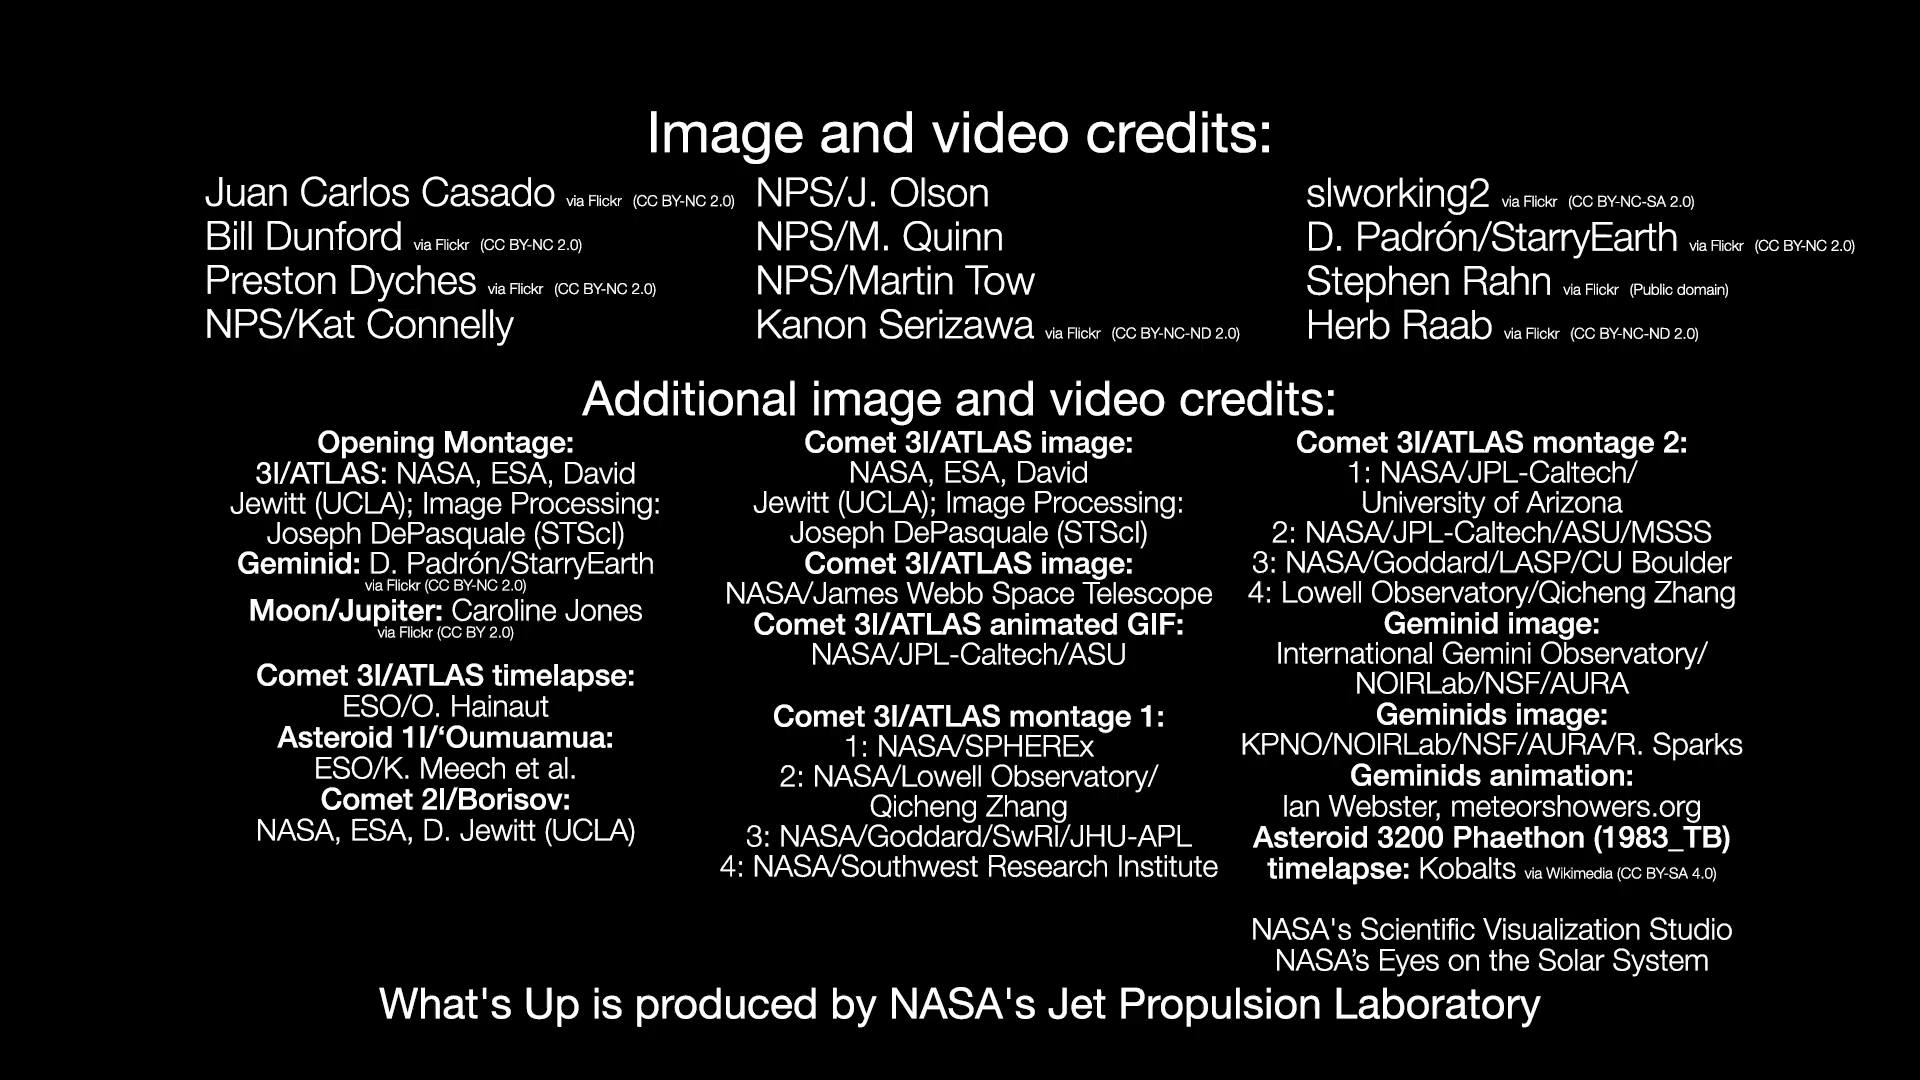 Image and video credits:
Juan Carlos Casado via Flickr (CC BY-NC 2.0)
Bill Dunford via Flickr (CC BY-NC 2.0)
Preston Dyches via Flickr (CC BY-NC 2.0)
NPS/Kat Connelly
NPS/J. Olson
NPS/M. Quinn
NPS/Martin Tow
Kanon Serizawa via Flickr (CC BY-NC-ND 2.0)
slworking2 via Flickr (CC BY-NC-SA 2.0)
D. Padrón/StarryEarth via Flickr (CC BY-NC 2.0)
Stephen Rahn via Flickr (Public domain)
Herb Raab via Flickr (CC BY-NC-ND 2.0)
Additional image and video credits:
Opening Montage:
3I/ATLAS: NASA, ESA, David
Jewitt (UCLA); Image Processing:
Joseph DePasquale (STScI)
Geminid: D. Padrón/StarryEarth
via Flickr (CC BY-NC 2.0)
Moon/Jupiter: Caroline Jones
via Flickr (CC BY 2.0)
Comet 3I/ATLAS timelapse:
ESO/O. Hainaut
Asteroid 1I/‘Oumuamua:
ESO/K. Meech et al.
Comet 2I/Borisov:
NASA, ESA, D. Jewitt (UCLA)
Comet 3I/ATLAS image:
NASA, ESA, David
Jewitt (UCLA); Image Processing:
Joseph DePasquale (STScI)
Comet 3I/ATLAS image:
NASA/James Webb Space Telescope
Comet 3I/ATLAS animated GIF:
NASA/JPL-Caltech/ASU
Comet 3I/ATLAS montage 1:
1: NASA/SPHEREx
2: NASA/Lowell Observatory/
Qicheng Zhang
3: NASA/Goddard/SwRI/JHU-APL
4: NASA/Southwest Research Institute
Comet 3I/ATLAS montage 2:
1: NASA/JPL-Caltech/
University of Arizona
2: NASA/JPL-Caltech/ASU/MSSS
3: NASA/Goddard/LASP/CU Boulder
4: Lowell Observatory/Qicheng Zhang
Geminid image:
International Gemini Observatory/
NOIRLab/NSF/AURA
Geminids image:
KPNO/NOIRLab/NSF/AURA/R. Sparks
Geminids animation:
Ian Webster, meteorshowers.org
Asteroid 3200 Phaethon (1983_TB)
timelapse: Kobalts via Wikimedia (CC BY-SA 4.0)
NASA's Scientific Visualization Studio
NASA’s Eyes on the Solar System
What's Up is produced by NASA's Jet Propulsion Laboratory